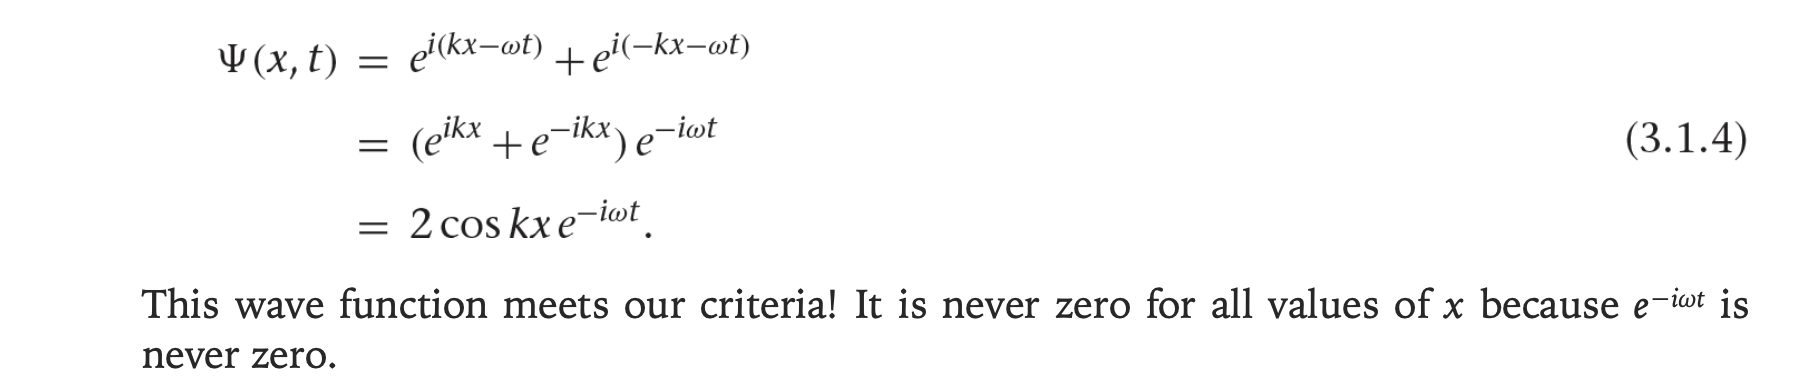 Ψ(x, t) = e^{i(kx−ωt)} + e^{i(−kx−ωt)}
= (e^{ikx} + e^{−ikx}) e^{−iωt} (3.1.4)
= 2 cos kx e^{−iωt}.
This wave function meets our criteria! It is never zero for all values of x because e^{−iωt} is
never zero.